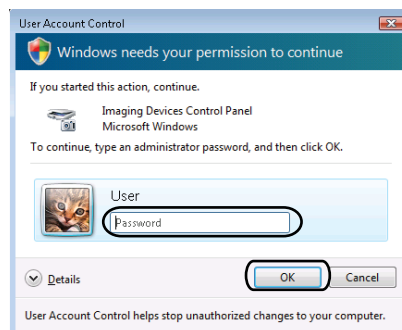 User Account Control
Windows needs your permission to continue
If you started this action, continue.
Imaging Devices Control Panel
Microsoft Windows
To continue, type an administrator password, and then click OK.
User
Password
Details
OK Cancel
User Account Control helps stop unauthorized changes to your computer.